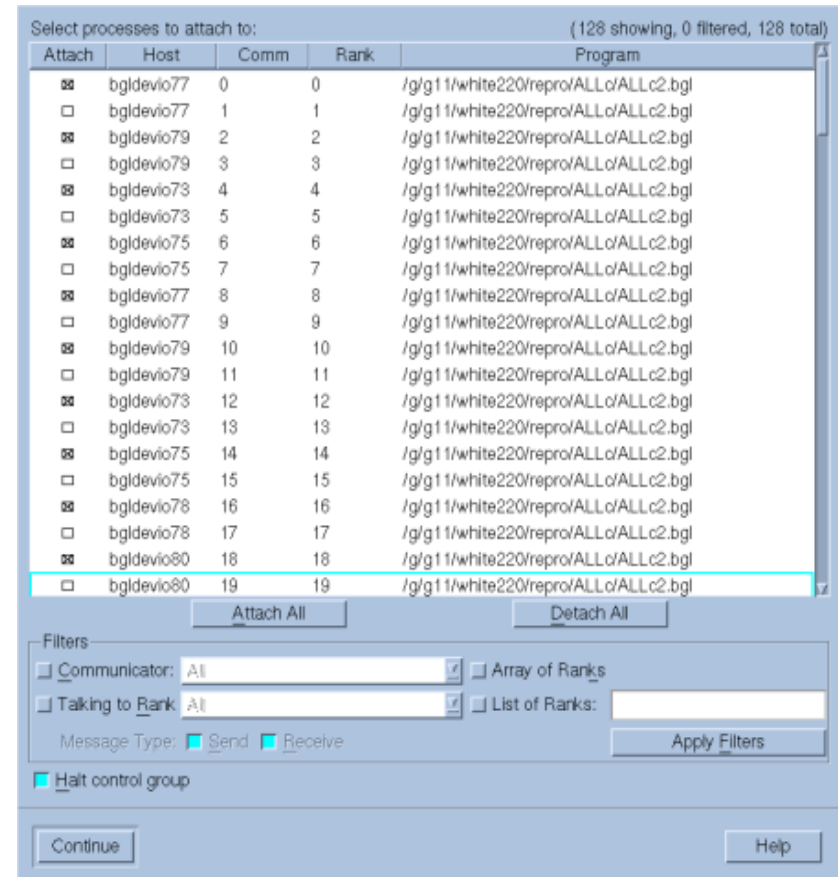 Select processes to attach to: (128 showing, 0 filtered, 128 total)
Attach Host Comm Rank Program
bgldevio77 0 0 /g/g11/white220/repro/ALLc/ALLc2.bgl
bgldevio77 1 1 /g/g11/white220/repro/ALLc/ALLc2.bgl
bgldevio79 2 2 /g/g11/white220/repro/ALLc/ALLc2.bgl
bgldevio79 3 3 /g/g11/white220/repro/ALLc/ALLc2.bgl
bgldevio73 4 4 /g/g11/white220/repro/ALLc/ALLc2.bgl
bgldevio73 5 5 /g/g11/white220/repro/ALLc/ALLc2.bgl
bgldevio75 6 6 /g/g11/white220/repro/ALLc/ALLc2.bgl
bgldevio75 7 7 /g/g11/white220/repro/ALLc/ALLc2.bgl
bgldevio77 8 8 /g/g11/white220/repro/ALLc/ALLc2.bgl
bgldevio77 9 9 /g/g11/white220/repro/ALLc/ALLc2.bgl
bgldevio79 10 10 /g/g11/white220/repro/ALLc/ALLc2.bgl
bgldevio79 11 11 /g/g11/white220/repro/ALLc/ALLc2.bgl
bgldevio73 12 12 /g/g11/white220/repro/ALLc/ALLc2.bgl
bgldevio73 13 13 /g/g11/white220/repro/ALLc/ALLc2.bgl
bgldevio75 14 14 /g/g11/white220/repro/ALLc/ALLc2.bgl
bgldevio75 15 15 /g/g11/white220/repro/ALLc/ALLc2.bgl
bgldevio78 16 16 /g/g11/white220/repro/ALLc/ALLc2.bgl
bgldevio78 17 17 /g/g11/white220/repro/ALLc/ALLc2.bgl
bgldevio80 18 18 /g/g11/white220/repro/ALLc/ALLc2.bgl
bgldevio80 19 19 /g/g11/white220/repro/ALLc/ALLc2.bgl
Attach All Detach All
Filters
Communicator: All Array of Ranks
Talking to Rank All List of Ranks:
Message Type: Send Receive Apply Filters
Halt control group
Continue Help